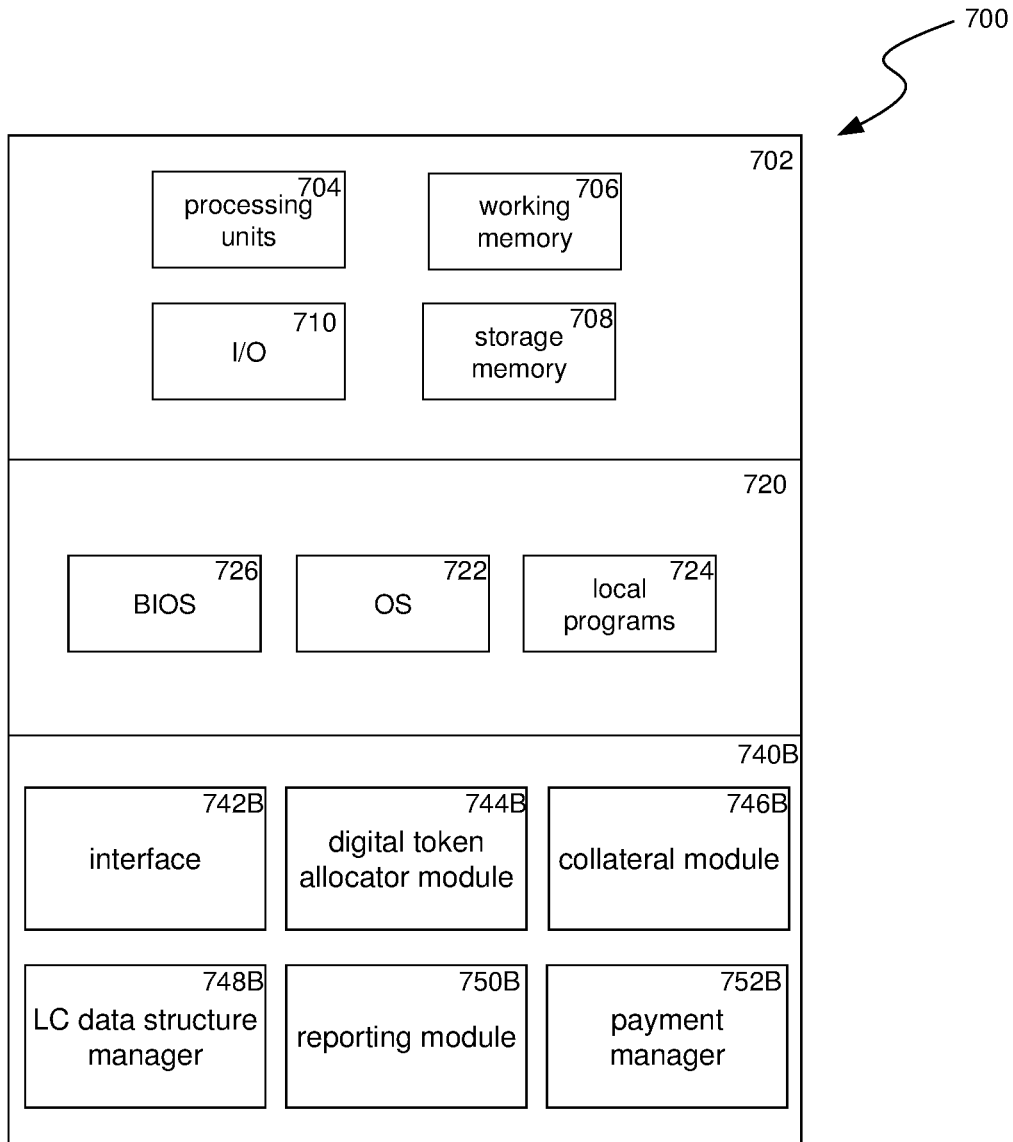 700
702
704
processing
units
706
working
memory
710
I/O
708
storage
memory
720
726
BIOS
722
OS
724
local
programs
740B
742B
interface
744B
digital token
allocator module
746B
collateral module
748B
LC data structure
manager
750B
reporting module
752B
payment
manager